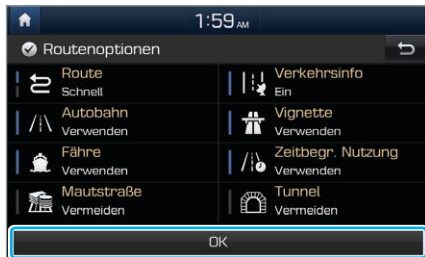 1:59 AM
Routenoptionen
Route
Schnell
Verkehrsinfo
Ein
Autobahn
Verwenden
Vignette
Verwenden
Fähre
Verwenden
Zeitbegr. Nutzung
Verwenden
Mautstraße
Vermeiden
Tunnel
Vermeiden
OK